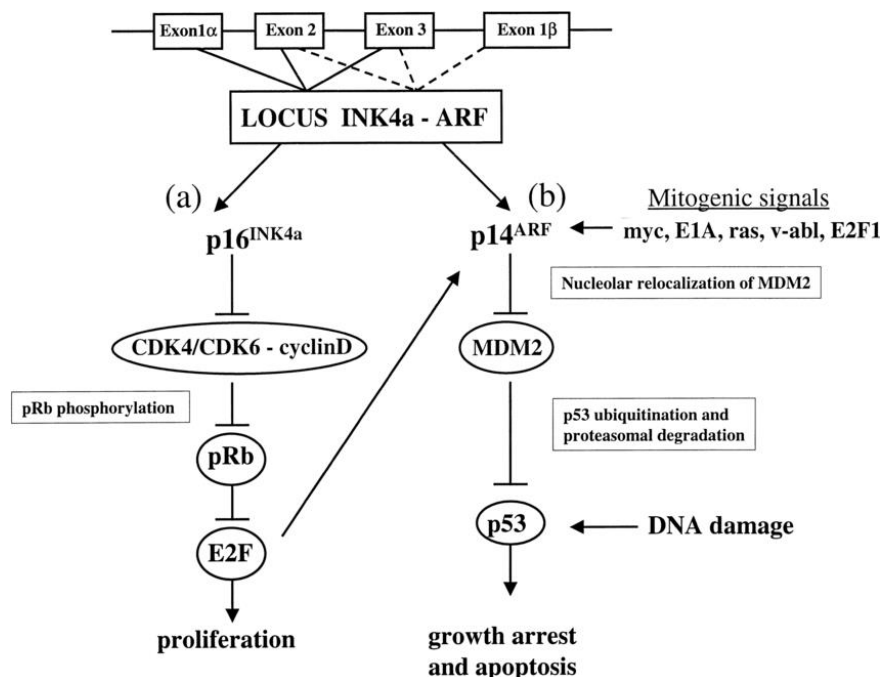 Exon1α Exon 2 Exon 3 Exon 1β
LOCUS INK4a - ARF
(a) (b)
Mitogenic signals
p16INK4a p14ARF myc, E1A, ras, v-abl, E2F1
Nucleolar relocalization of MDM2
CDK4/CDK6 - cyclinD MDM2
pRb phosphorylation
p53 ubiquitination and
proteasomal degradation
pRb
p53 DNA damage
E2F
proliferation
growth arrest
and apoptosis